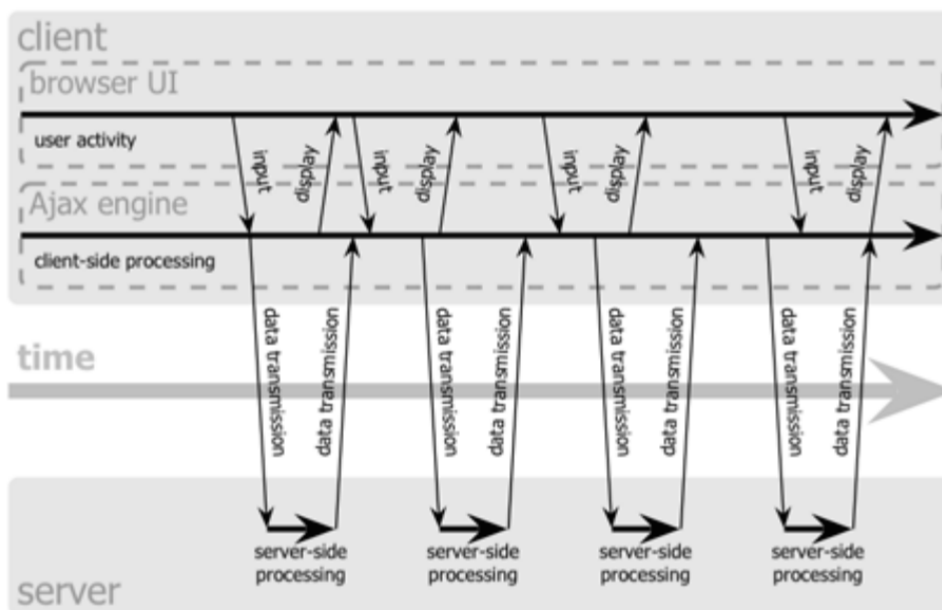 client
browser UI
user activity
input
display
input
display
input
display
input
display
Ajax engine
client-side processing
data transmission
data transmission
data transmission
data transmission
data transmission
data transmission
data transmission
data transmission
time
server-side
processing
server-side
processing
server-side
processing
server-side
processing
server